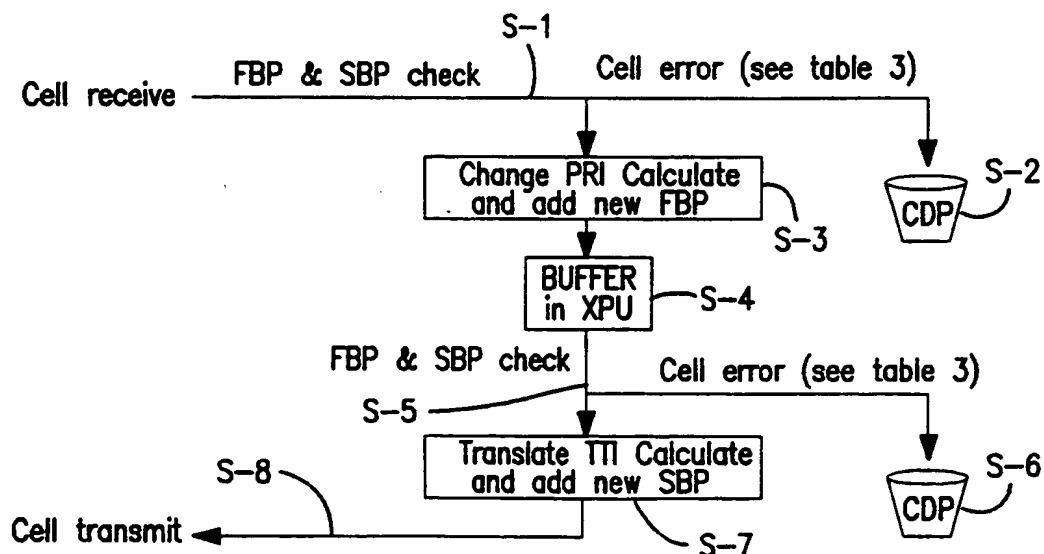 S-1
FBP & SBP check
Cell error (see table 3)
Cell receive
Change PRI Calculate
and add new FBP
S-2
CDP
S-3
BUFFER
in XPU
S-4
FBP & SBP check
Cell error (see table 3)
S-5
Translate TTI Calculate
and add new SBP
S-6
CDP
S-8
Cell transmit
S-7